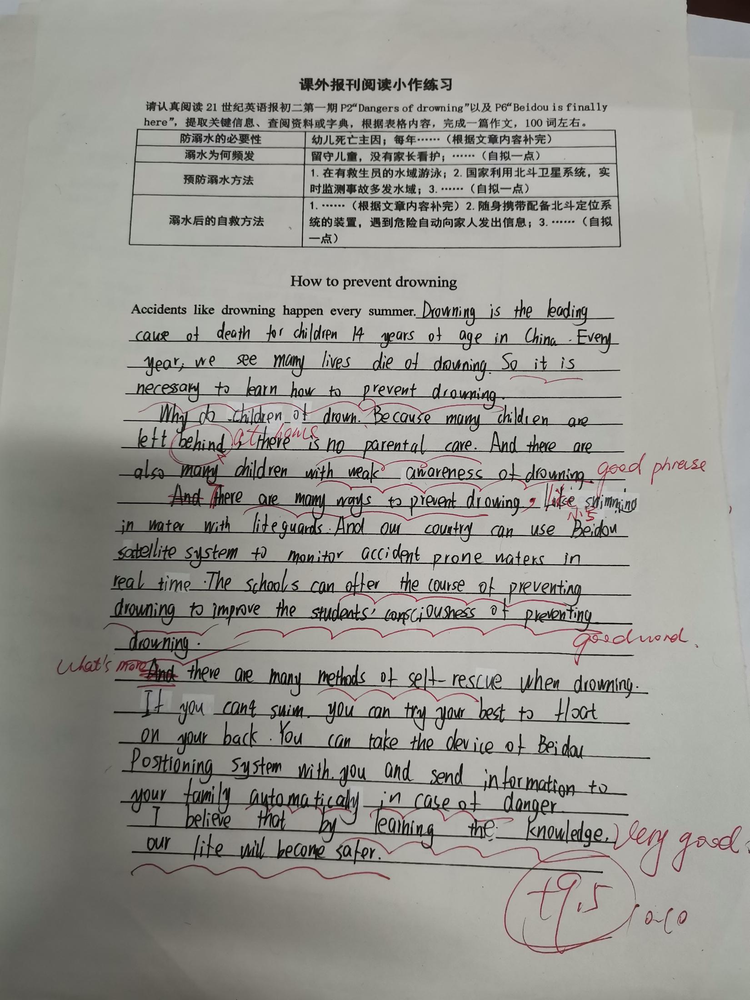 课外报刊阅读小作练习
请认真阅读 21 世纪英语报初二第一期 P2“Dangers of drowning”以及 P6“Beidou is finally
here”，提取关键信息、查阅资料或字典，根据表格内容，完成一篇作文，100 词左右。
防溺水的必要性 幼儿死亡主因；每年……（根据文章内容补完）
溺水为何频发 留守儿童，没有家长看护；……（自拟一点）
预防溺水方法 1. 在有救生员的水域游泳；2. 国家利用北斗卫星系统，实
时监测事故多发水域；3. ……（自拟一点）
溺水后的自救方法 1. ……（根据文章内容补完）2. 随身携带配备北斗定位系
统的装置，遇到危险自动向家人发出信息；3. ……（自拟
一点）
How to prevent drowning
Accidents like drowning happen every summer. Drowning is the leading
cause of death for children 14 years of age in China. Every
year, we see many lives die of drowning. So it is
necessary to learn how to prevent drowning.
Why do children of drown. Because many children are
left behind, there is no parental care. And there are
at home
also many children with weak awareness of drowning.
good phrase
And There are many ways to prevent drowing, like swimming
in water with lifeguards. And our country can use Beidou
satellite system to monitor accident prone waters in
real time. The schools can offer the course of preventing
drowning to improve the students' consciousness of preventing
drowning.
good word.
What's more
And there are many methods of self-rescue when drowning.
If you can't swim. you can try your best to float
on your back. You can take the device of Beidou
Positioning system with you and send information to
your family automatically in case of danger.
I believe that by learning the knowledge,
our life will become safer.
Very good
+9.5